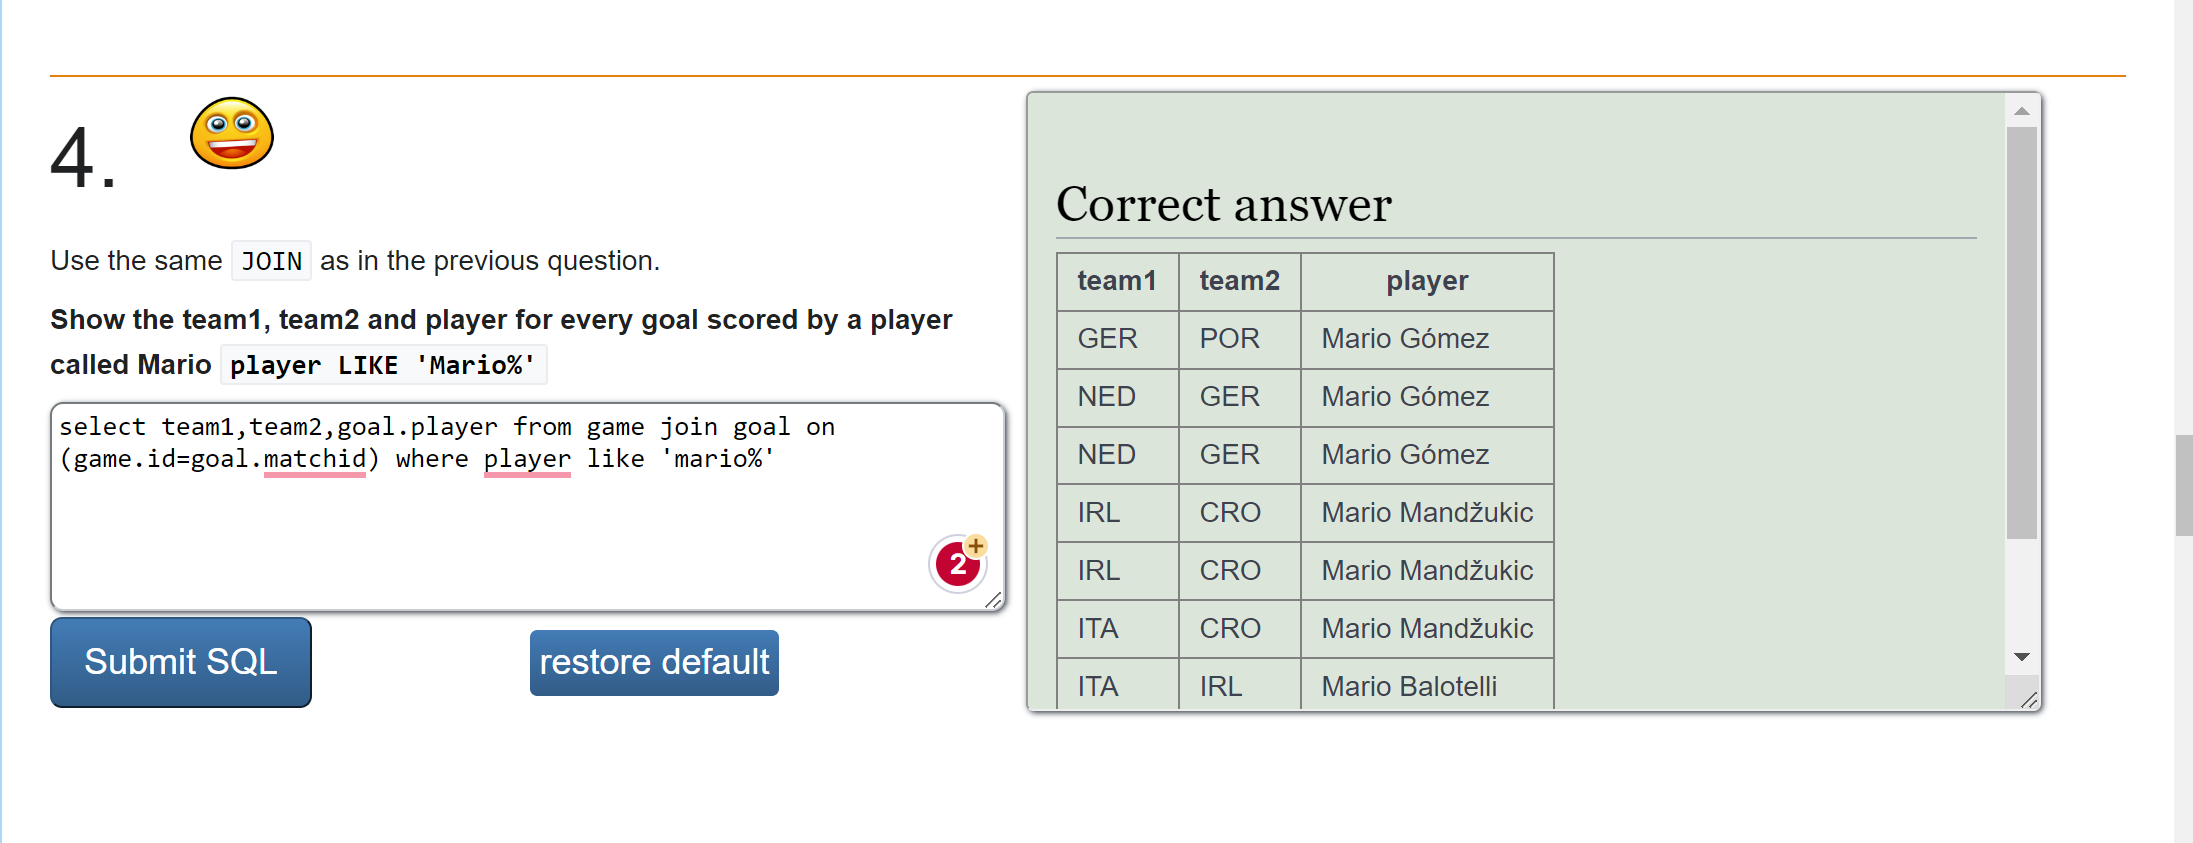 4.
Use the same JOIN as in the previous question.
Show the team1, team2 and player for every goal scored by a player
called Mario player LIKE 'Mario%'
select team1,team2,goal.player from game join goal on
(game.id=goal.matchid) where player like 'mario%'
2
+
Submit SQL
restore default
Correct answer
team1 team2 player
GER POR Mario Gómez
NED GER Mario Gómez
NED GER Mario Gómez
IRL CRO Mario Mandžukic
IRL CRO Mario Mandžukic
ITA CRO Mario Mandžukic
ITA IRL Mario Balotelli